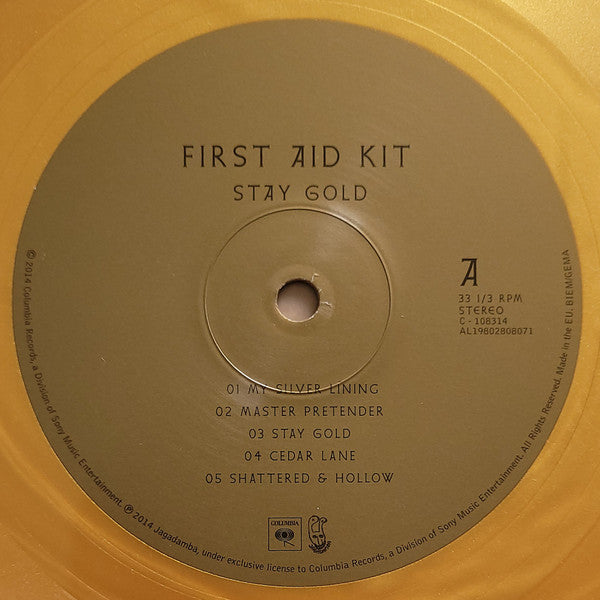 FIRST AID KIT
STAY GOLD
A
33 1/3 RPM
STEREO
C - 108314
AL19802808071
01 MY SILVER LINING
02 MASTER PRETENDER
03 STAY GOLD
04 CEDAR LANE
05 SHATTERED & HOLLOW
COLUMBIA
© 2014 Columbia Records, a Division of Sony Music Entertainment. ℗ 2014 Jagadamba, under exclusive license to Columbia Records, a Division of Sony Music Entertainment. All Rights Reserved. Made in the EU. BIEM/GEMA